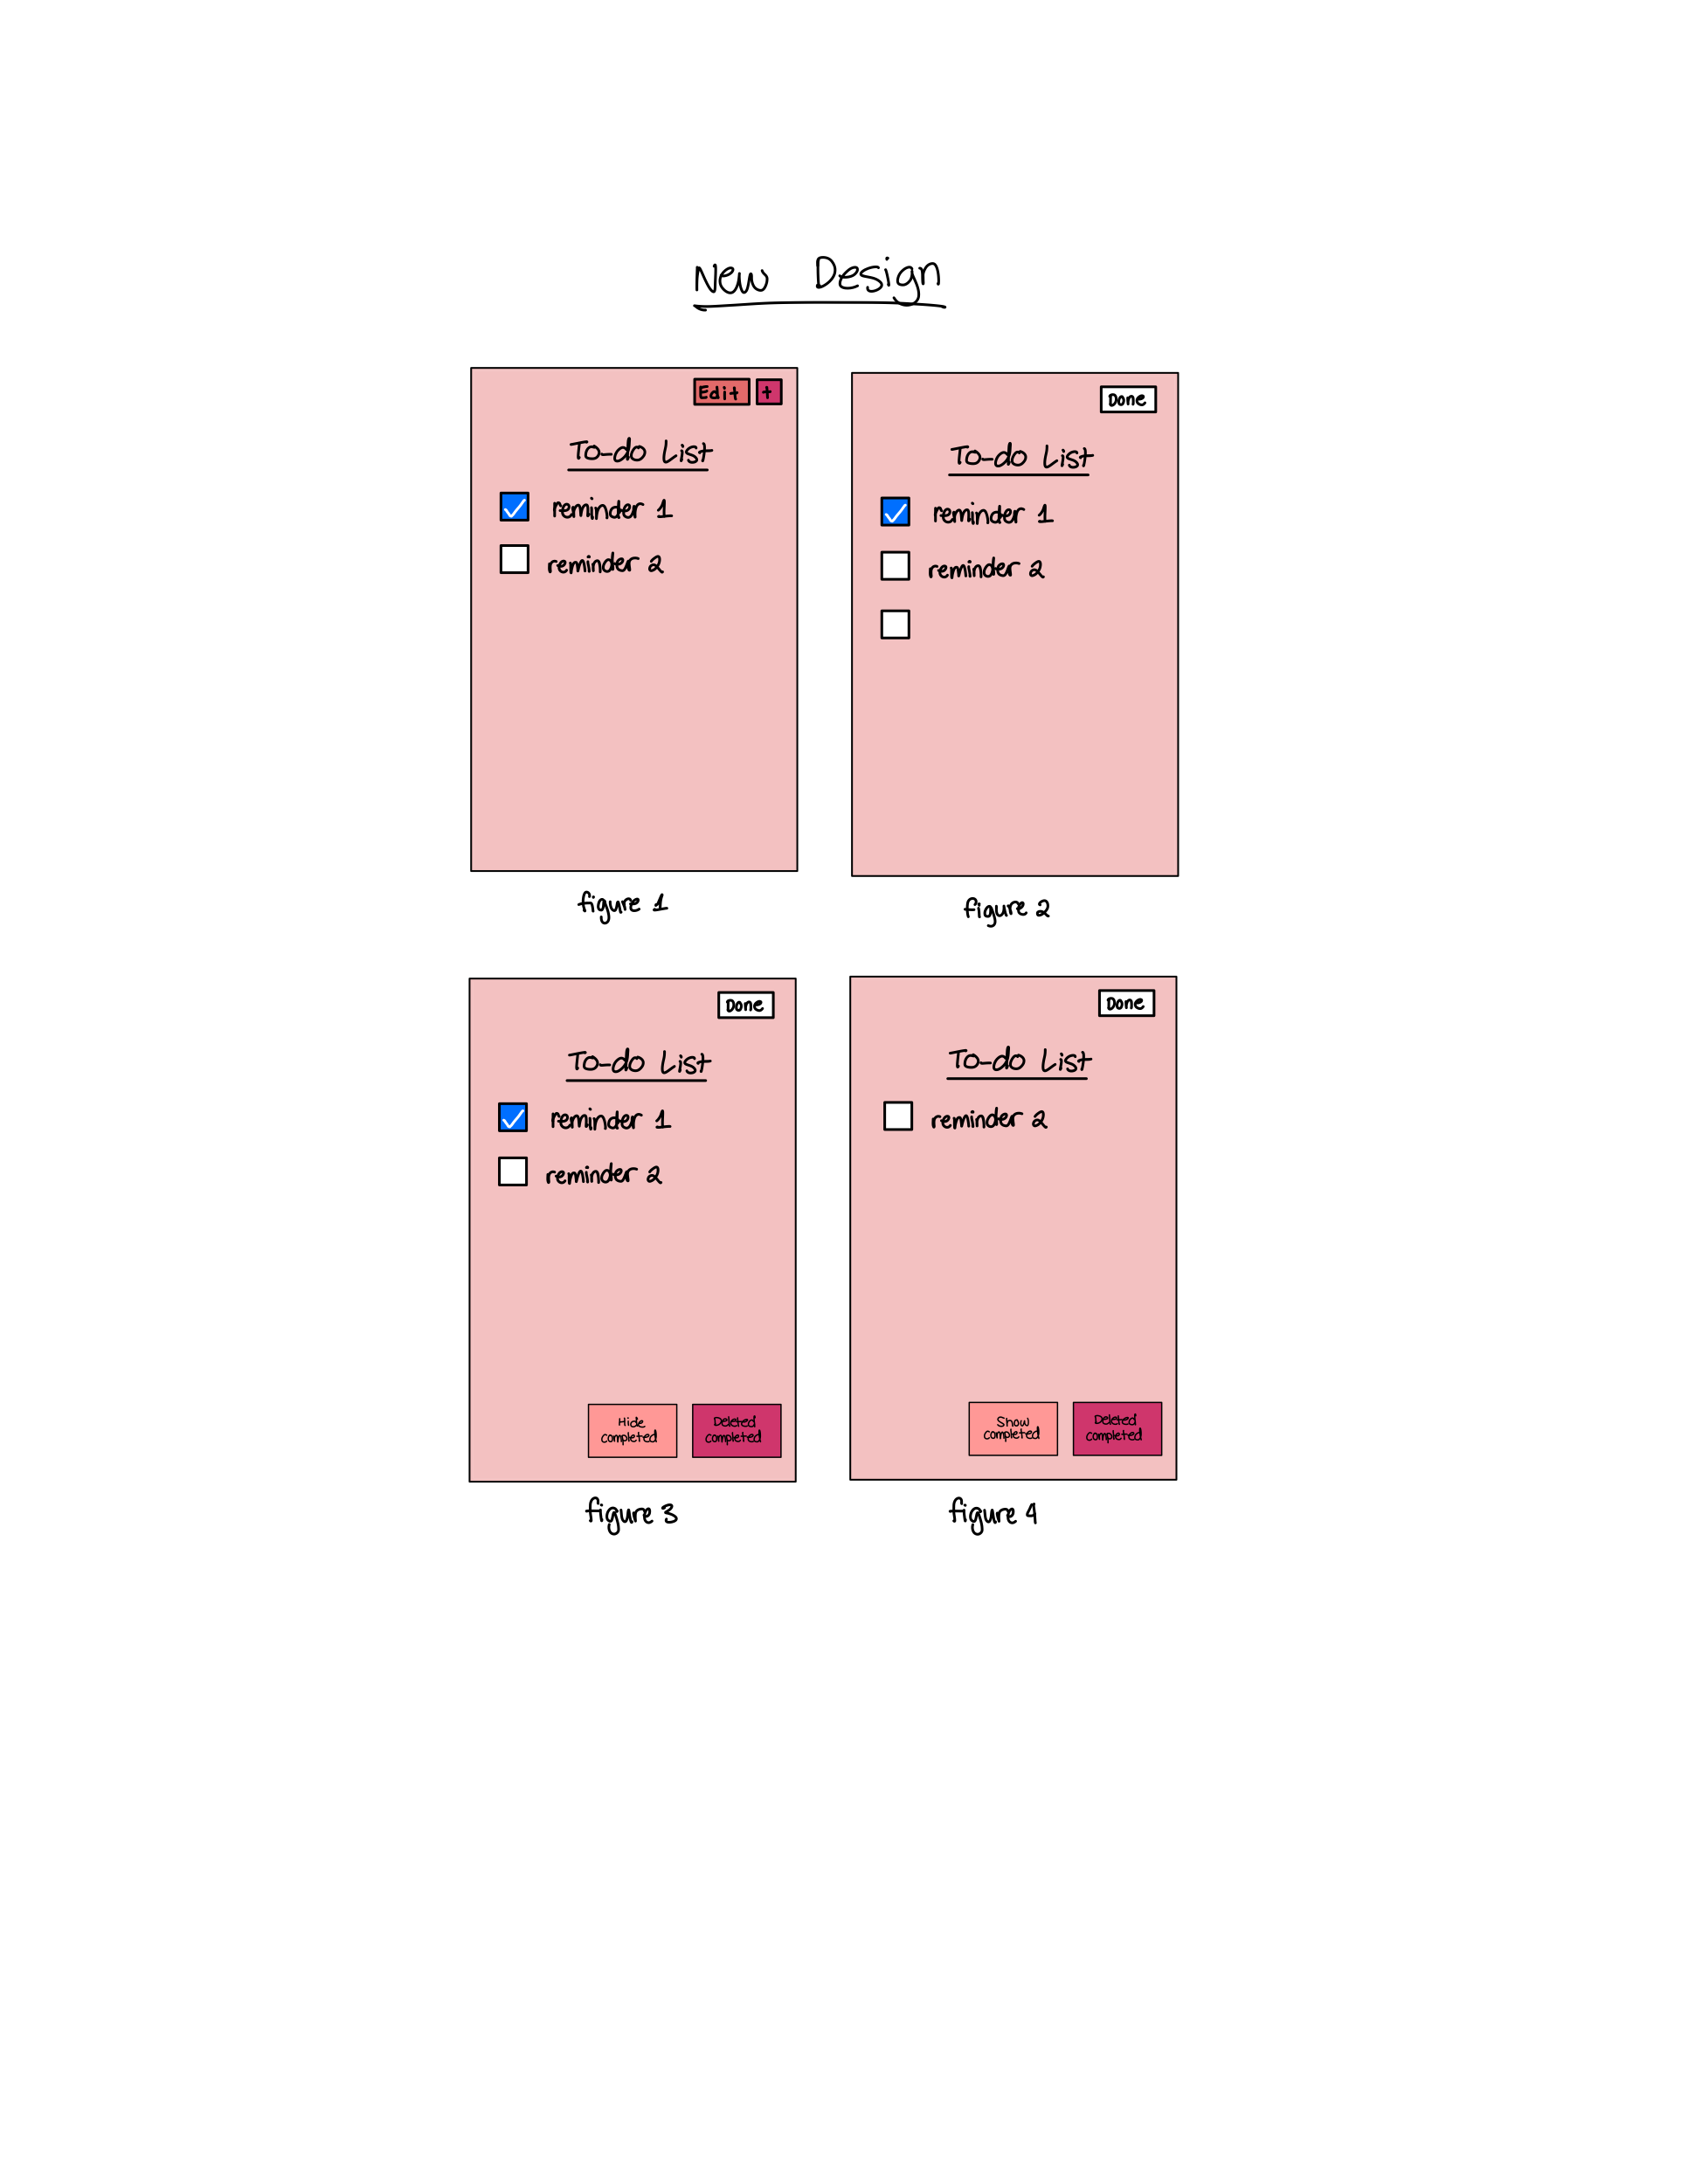 New Design
Edit +
To-do List
reminder 1
reminder 2
figure 1
Done
To-do List
reminder 1
reminder 2
figure 2
Done
To-do List
reminder 1
reminder 2
Hide
completed
Deleted
completed
figure 3
Done
To-do List
reminder 2
Show
completed
Deleted
completed
figure 4